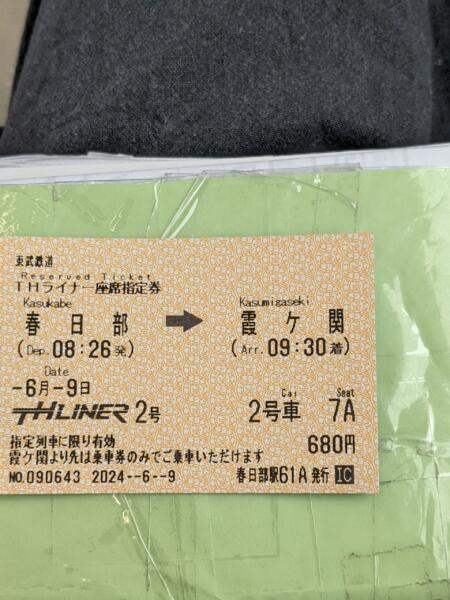 東武鉄道
Reserved Ticket
THライナー座席指定券
Kasukabe Kasumigaseki
春日部 → 霞ケ関
(Dep. 08:26発) (Arr. 09:30着)
Date
-6月-9日
Car Seat
THLINER 2号 2号車 7A
指定列車に限り有効 680円
霞ケ関より先は乗車券のみでご乗車いただけます
NO.090643 2024--6--9 春日部駅61A発行 IC